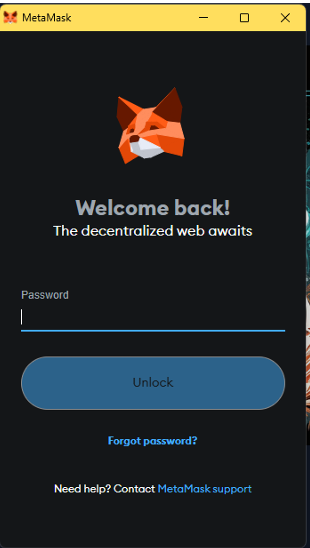 MetaMask
Welcome back!
The decentralized web awaits
Password
Unlock
Forgot password?
Need help? Contact MetaMask support